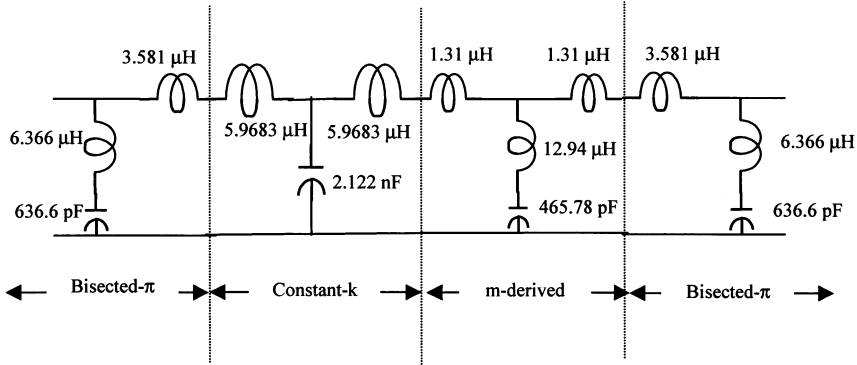 3.581 μH
1.31 μH
1.31 μH
3.581 μH
5.9683 μH
5.9683 μH
6.366 μH
12.94 μH
6.366 μH
2.122 nF
636.6 pF
465.78 pF
636.6 pF
Bisected-π
Constant-k
m-derived
Bisected-π